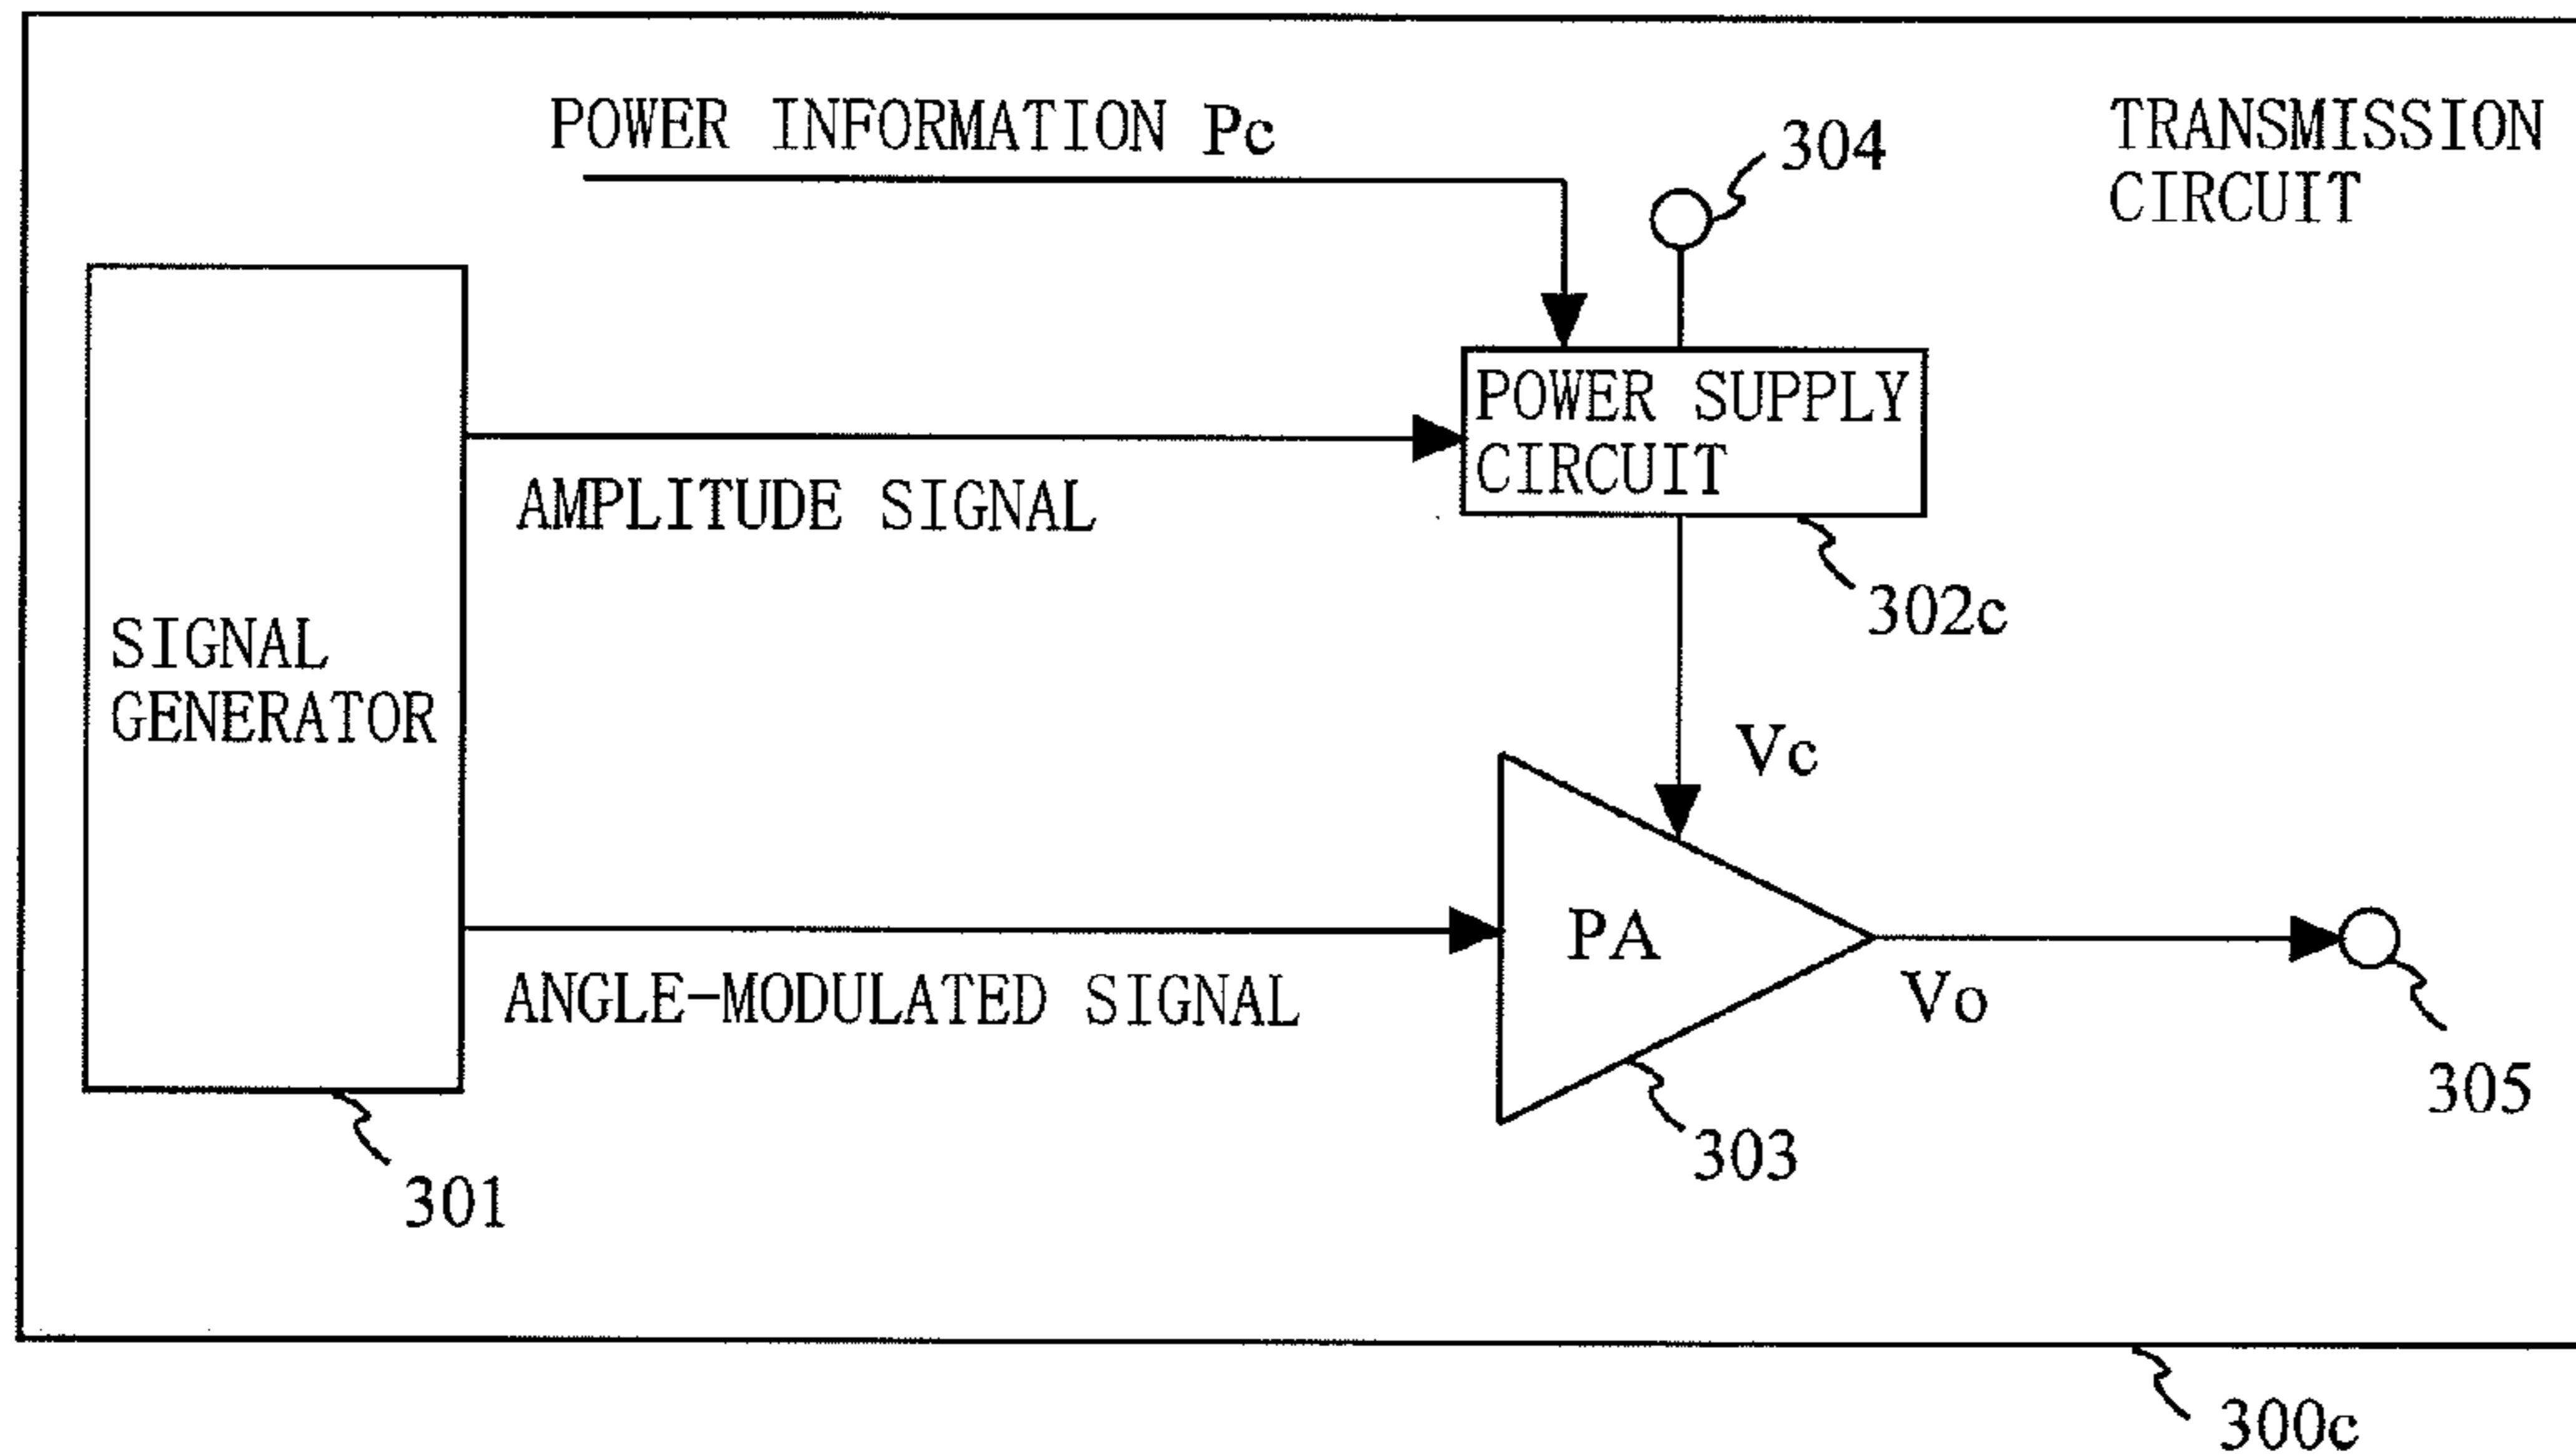 POWER INFORMATION Pc
304
TRANSMISSION
CIRCUIT
POWER SUPPLY
CIRCUIT
AMPLITUDE SIGNAL
302c
SIGNAL
GENERATOR
Vc
PA
ANGLE-MODULATED SIGNAL
Vo
305
303
301
300c